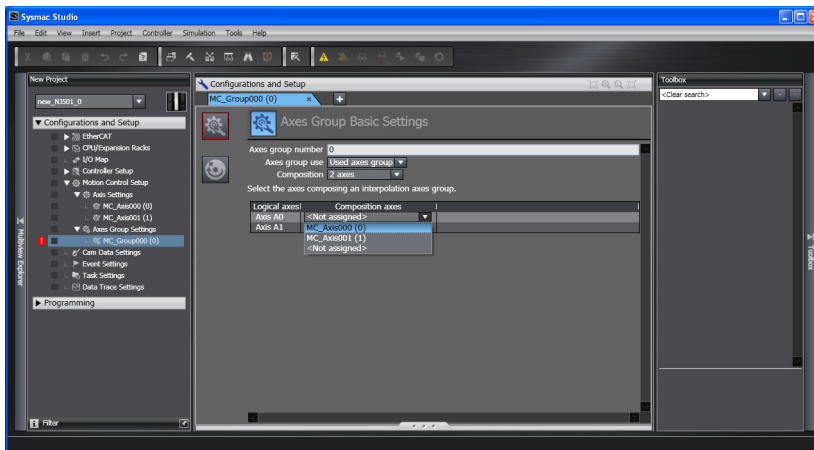 Sysmac Studio
File Edit View Insert Project Controller Simulation Tools Help
New Project
new_NJ501_0
Configurations and Setup
EtherCAT
CPU/Expansion Racks
I/O Map
Controller Setup
Motion Control Setup
Axis Settings
MC_Axis000 (0)
MC_Axis001 (1)
Axes Group Settings
MC_Group000 (0)
Cam Data Settings
Event Settings
Task Settings
Data Trace Settings
Programming
Filter
Multiview Explorer
Configurations and Setup
MC_Group000 (0)
Axes Group Basic Settings
Axes group number 0
Axes group use Used axes group
Composition 2 axes
Select the axes composing an interpolation axes group.
Logical axes Composition axes
Axis A0 <Not assigned>
Axis A1 MC_Axis000 (0)
MC_Axis001 (1)
<Not assigned>
Toolbox
<Clear search>
Toolbox